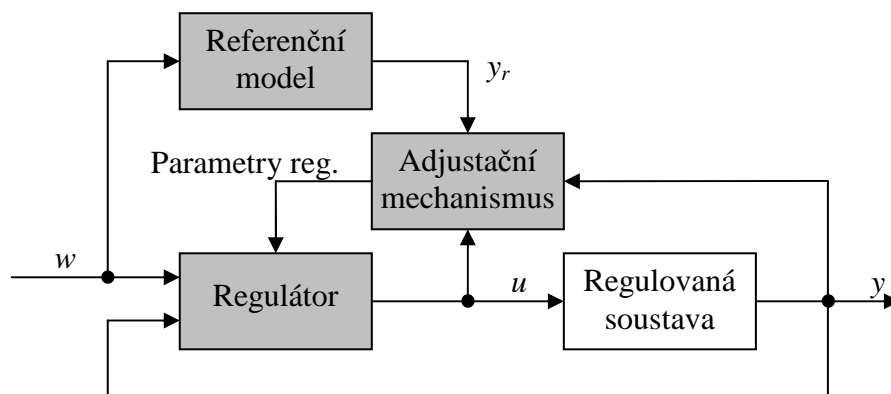 Referenční
model
y_r
Parametry reg.
Adjustační
mechanismus
w
Regulátor
u
Regulovaná
soustava
y